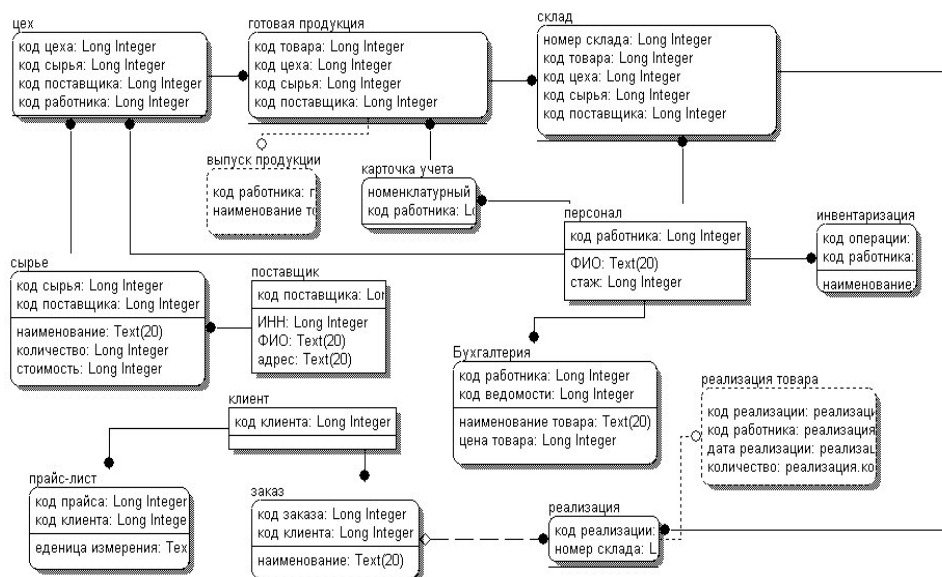 цех
код цеха: Long Integer
код сырья: Long Integer
код поставщика: Long Integer
код работника: Long Integer
готовая продукция
код товара: Long Integer
код цеха: Long Integer
код сырья: Long Integer
код поставщика: Long Integer
склад
номер склада: Long Integer
код товара: Long Integer
код цеха: Long Integer
код сырья: Long Integer
код поставщика: Long Integer
выпуск продукции
код работника:
наименование
карточка учета
номенклатурный
код работника:
персонал
код работника: Long Integer
ФИО: Text(20)
стаж: Long Integer
инвентаризация
код операции:
код работника:
наименование:
сырье
код сырья: Long Integer
код поставщика: Long Integer
наименование: Text(20)
количество: Long Integer
стоимость: Long Integer
поставщик
код поставщика:
ИНН: Long Integer
ФИО: Text(20)
адрес: Text(20)
Бухгалтерия
код работника: Long Integer
код ведомости: Long Integer
наименование товара: Text(20)
цена товара: Long Integer
реализация товара
код реализации: реализаци
код работника: реализация
дата реализации: реализац
количество: реализация.ко
клиент
код клиента: Long Integer
прайс-лист
код прайса: Long Integer
код клиента: Long Intege
еденица измерения: Tex
заказ
код заказа: Long Integer
код клиента: Long Integer
наименование: Text(20)
реализация
код реализации:
номер склада: L